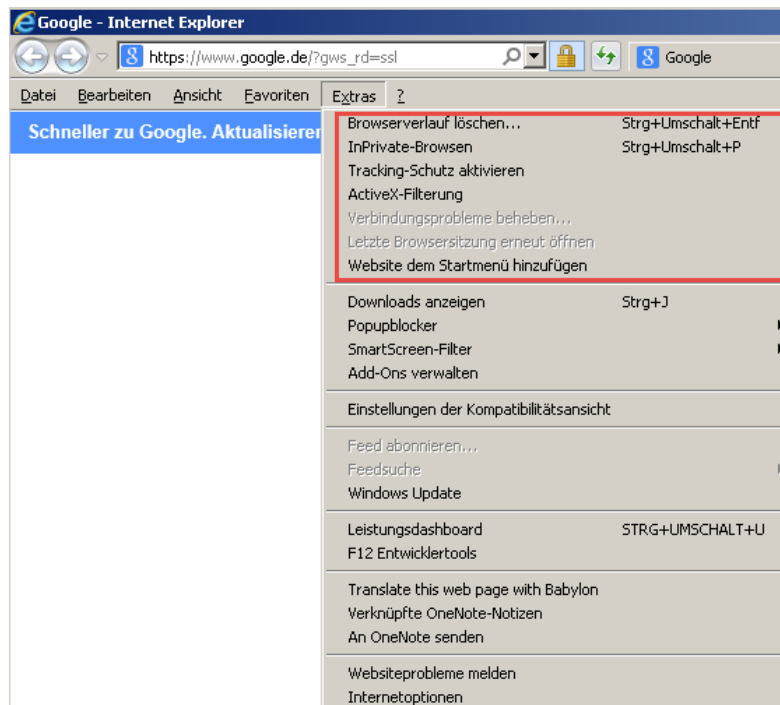 Google - Internet Explorer
https://www.google.de/?gws_rd=ssl
8 Google
Datei Bearbeiten Ansicht Favoriten Extras ?
Schneller zu Google. Aktualisieren
Browserverlauf löschen... Strg+Umschalt+Entf
InPrivate-Browsen Strg+Umschalt+P
Tracking-Schutz aktivieren
ActiveX-Filterung
Verbindungsprobleme beheben...
Letzte Browsersitzung erneut öffnen
Website dem Startmenü hinzufügen
Downloads anzeigen Strg+J
Popupblocker
SmartScreen-Filter
Add-Ons verwalten
Einstellungen der Kompatibilitätsansicht
Feed abonnieren...
Feedsuche
Windows Update
Leistungsdashboard STRG+UMSCHALT+U
F12 Entwicklertools
Translate this web page with Babylon
Verknüpfte OneNote-Notizen
An OneNote senden
Websiteprobleme melden
Internetoptionen